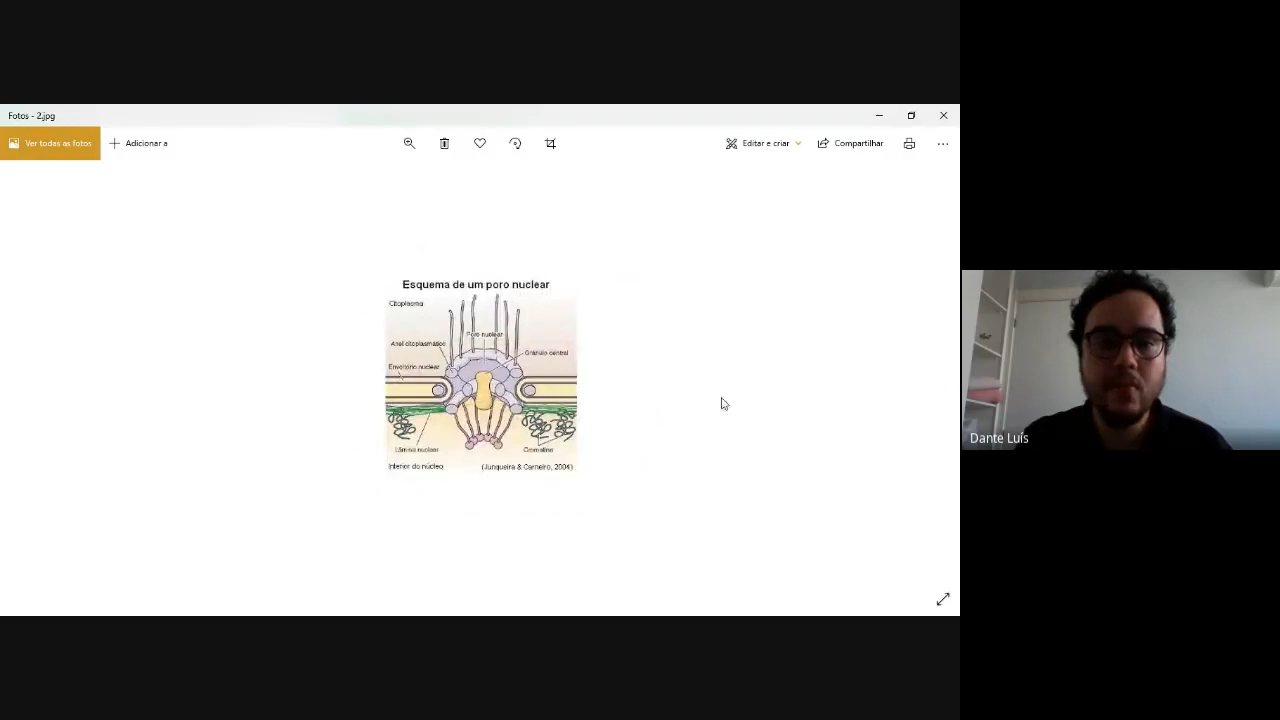 Fotos - 2.jpg
Ver todas as fotos
Adicionar a
Editar e criar
Compartilhar
Esquema de um poro nuclear
Citoplasma
Poro nuclear
Anel citoplasmático
Grânulo central
Envoltório nuclear
Lâmina nuclear
Cromatina
Interior do núcleo
(Junqueira & Carneiro, 2004)
Dante Luís